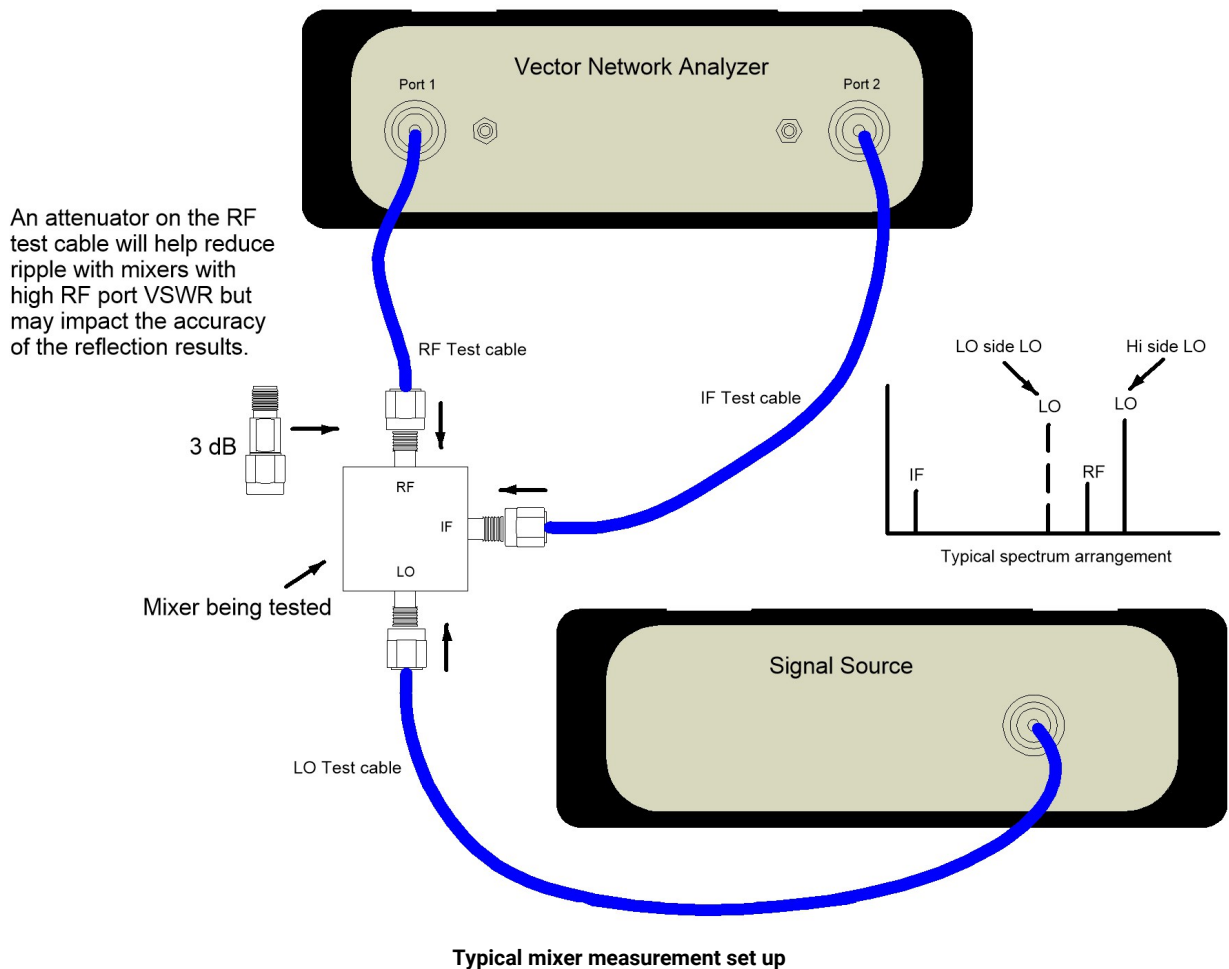 Vector Network Analyzer
Port 1
Port 2
An attenuator on the RF
test cable will help reduce
ripple with mixers with
high RF port VSWR but
may impact the accuracy
of the reflection results.
RF Test cable
IF Test cable
LO side LO
Hi side LO
LO
LO
IF
RF
Typical spectrum arrangement
3 dB
RF
IF
LO
Mixer being tested
Signal Source
LO Test cable
Typical mixer measurement set up